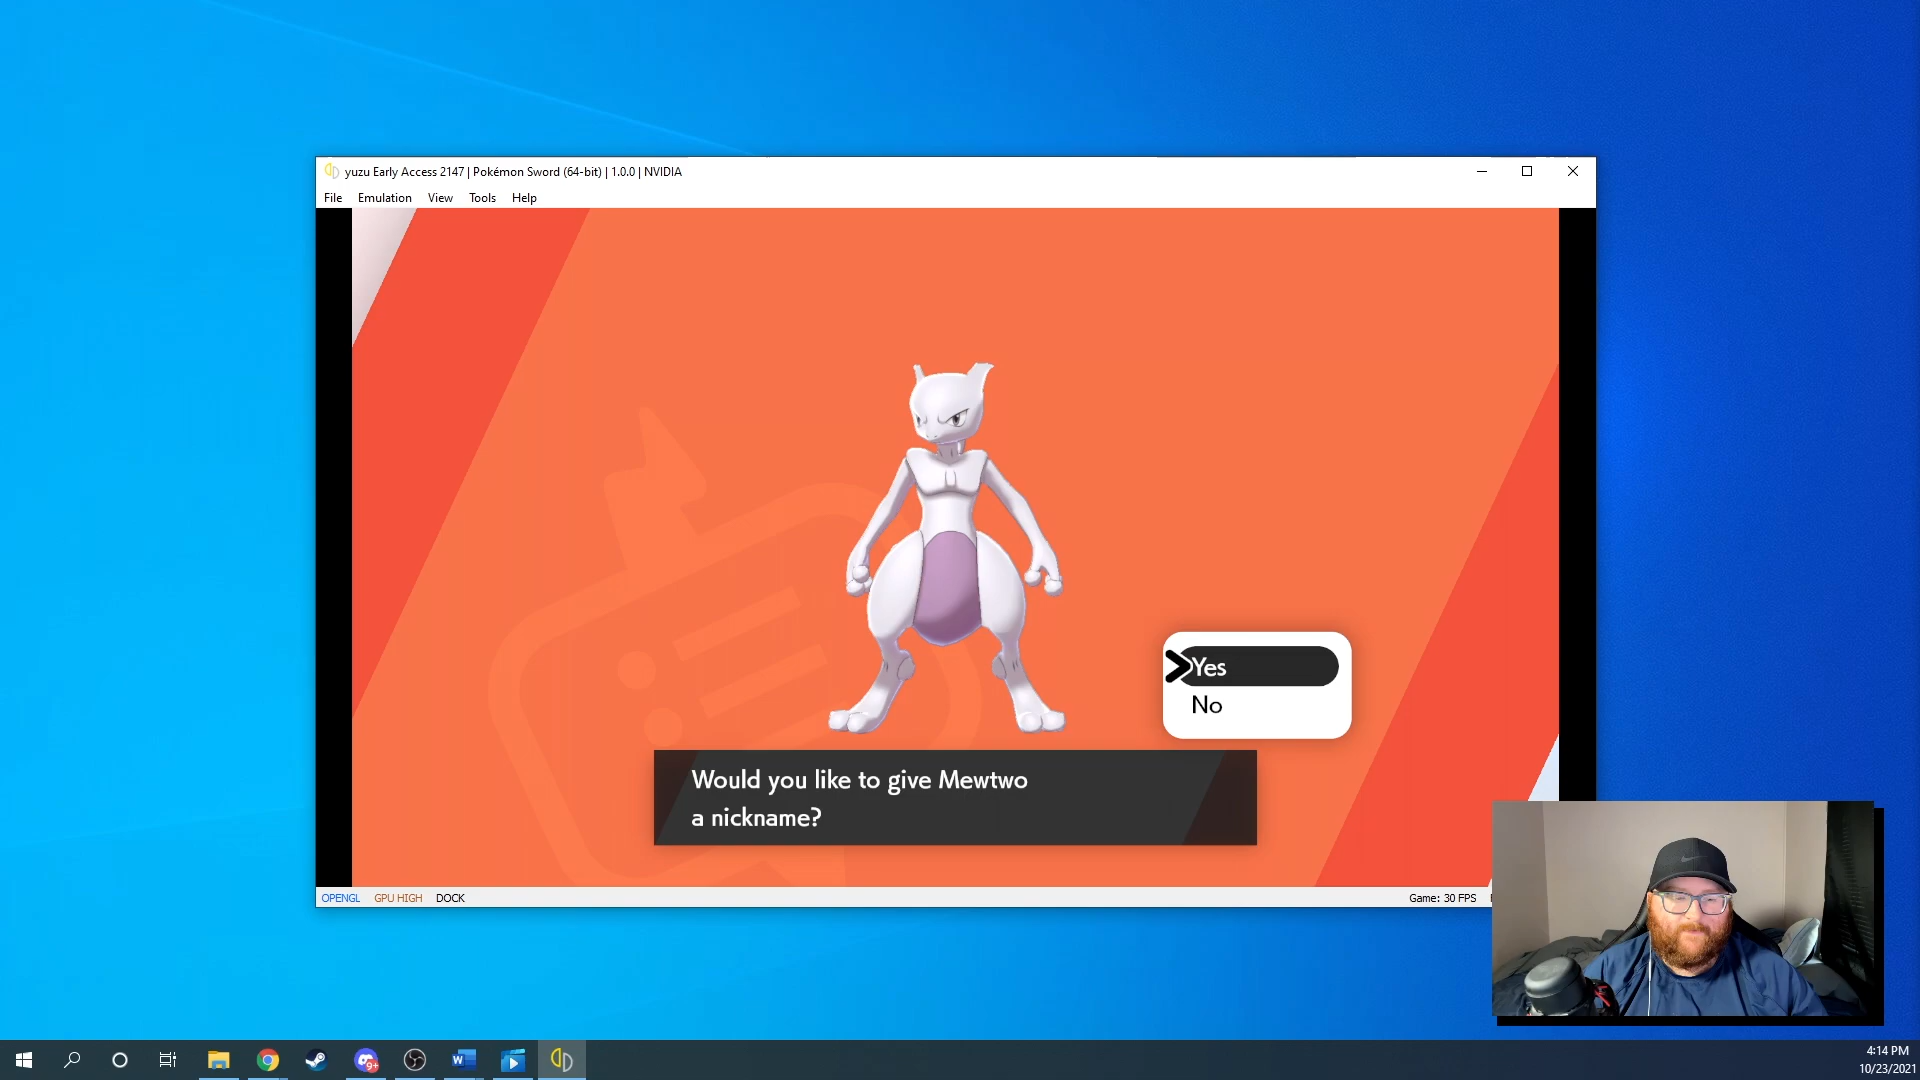 yuzu Early Access 2147 | Pokémon Sword (64-bit) | 1.0.0 | NVIDIA
File Emulation View Tools Help
Yes
No
Would you like to give Mewtwo
a nickname?
OPENGL GPU HIGH DOCK Game: 30 FPS
9+
W
4:14 PM
10/23/2021